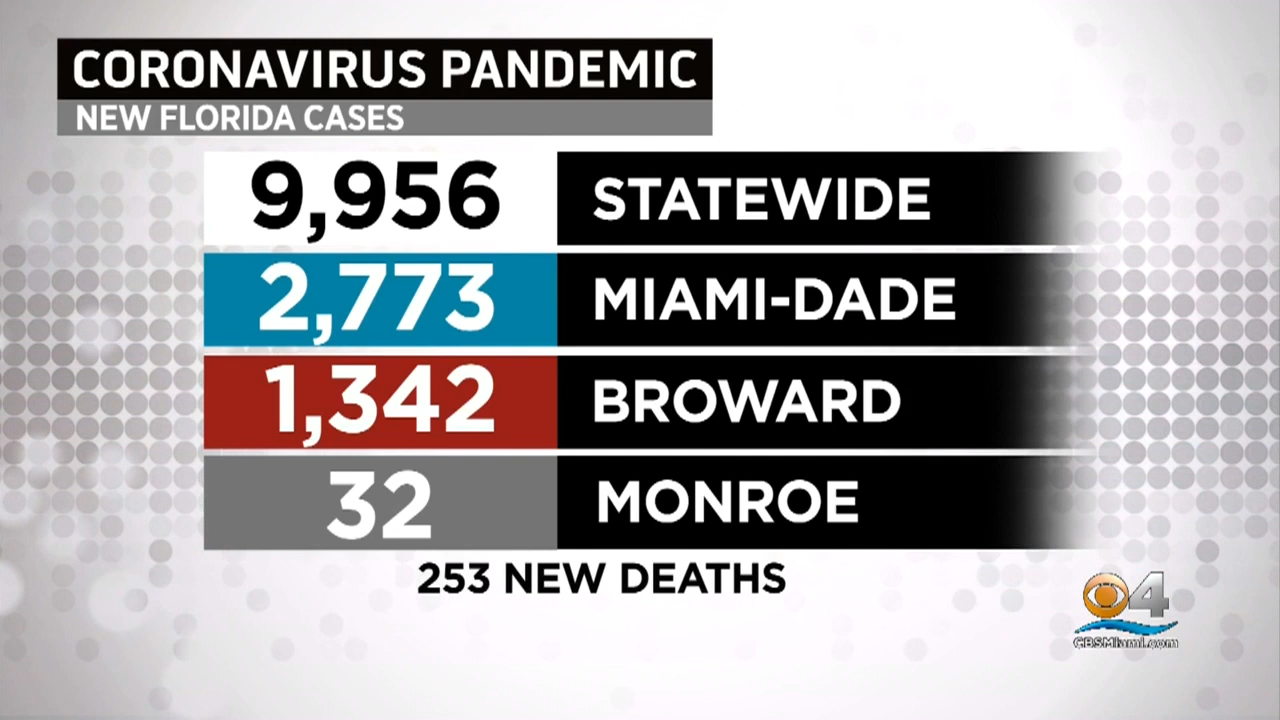 CORONAVIRUS PANDEMIC
NEW FLORIDA CASES
9,956 STATEWIDE
2,773 MIAMI-DADE
1,342 BROWARD
32 MONROE
253 NEW DEATHS
4
CBSMiami.com